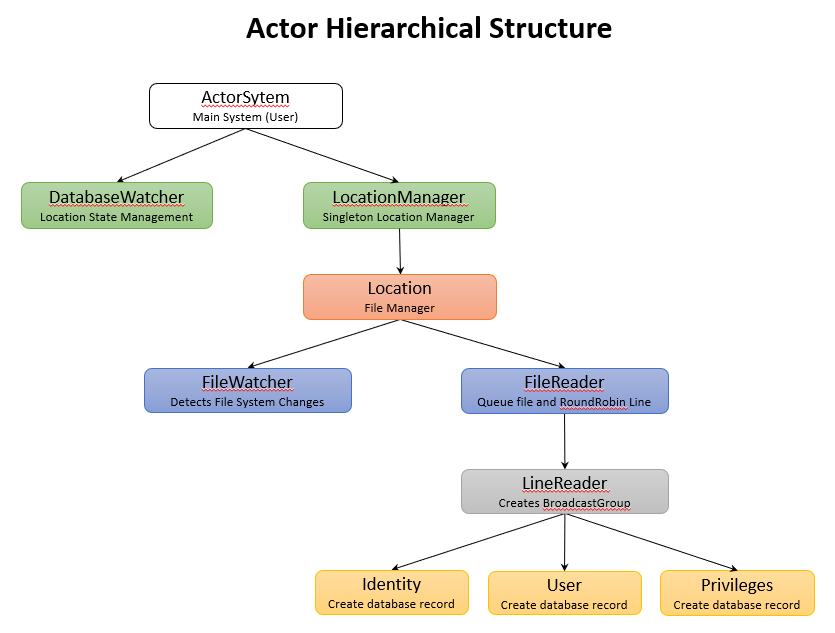 Actor Hierarchical Structure
ActorSytem
Main System (User)
DatabaseWatcher
Location State Management
LocationManager
Singleton Location Manager
Location
File Manager
FileWatcher
Detects File System Changes
FileReader
Queue file and RoundRobin Line
LineReader
Creates BroadcastGroup
Identity
Create database record
User
Create database record
Privileges
Create database record